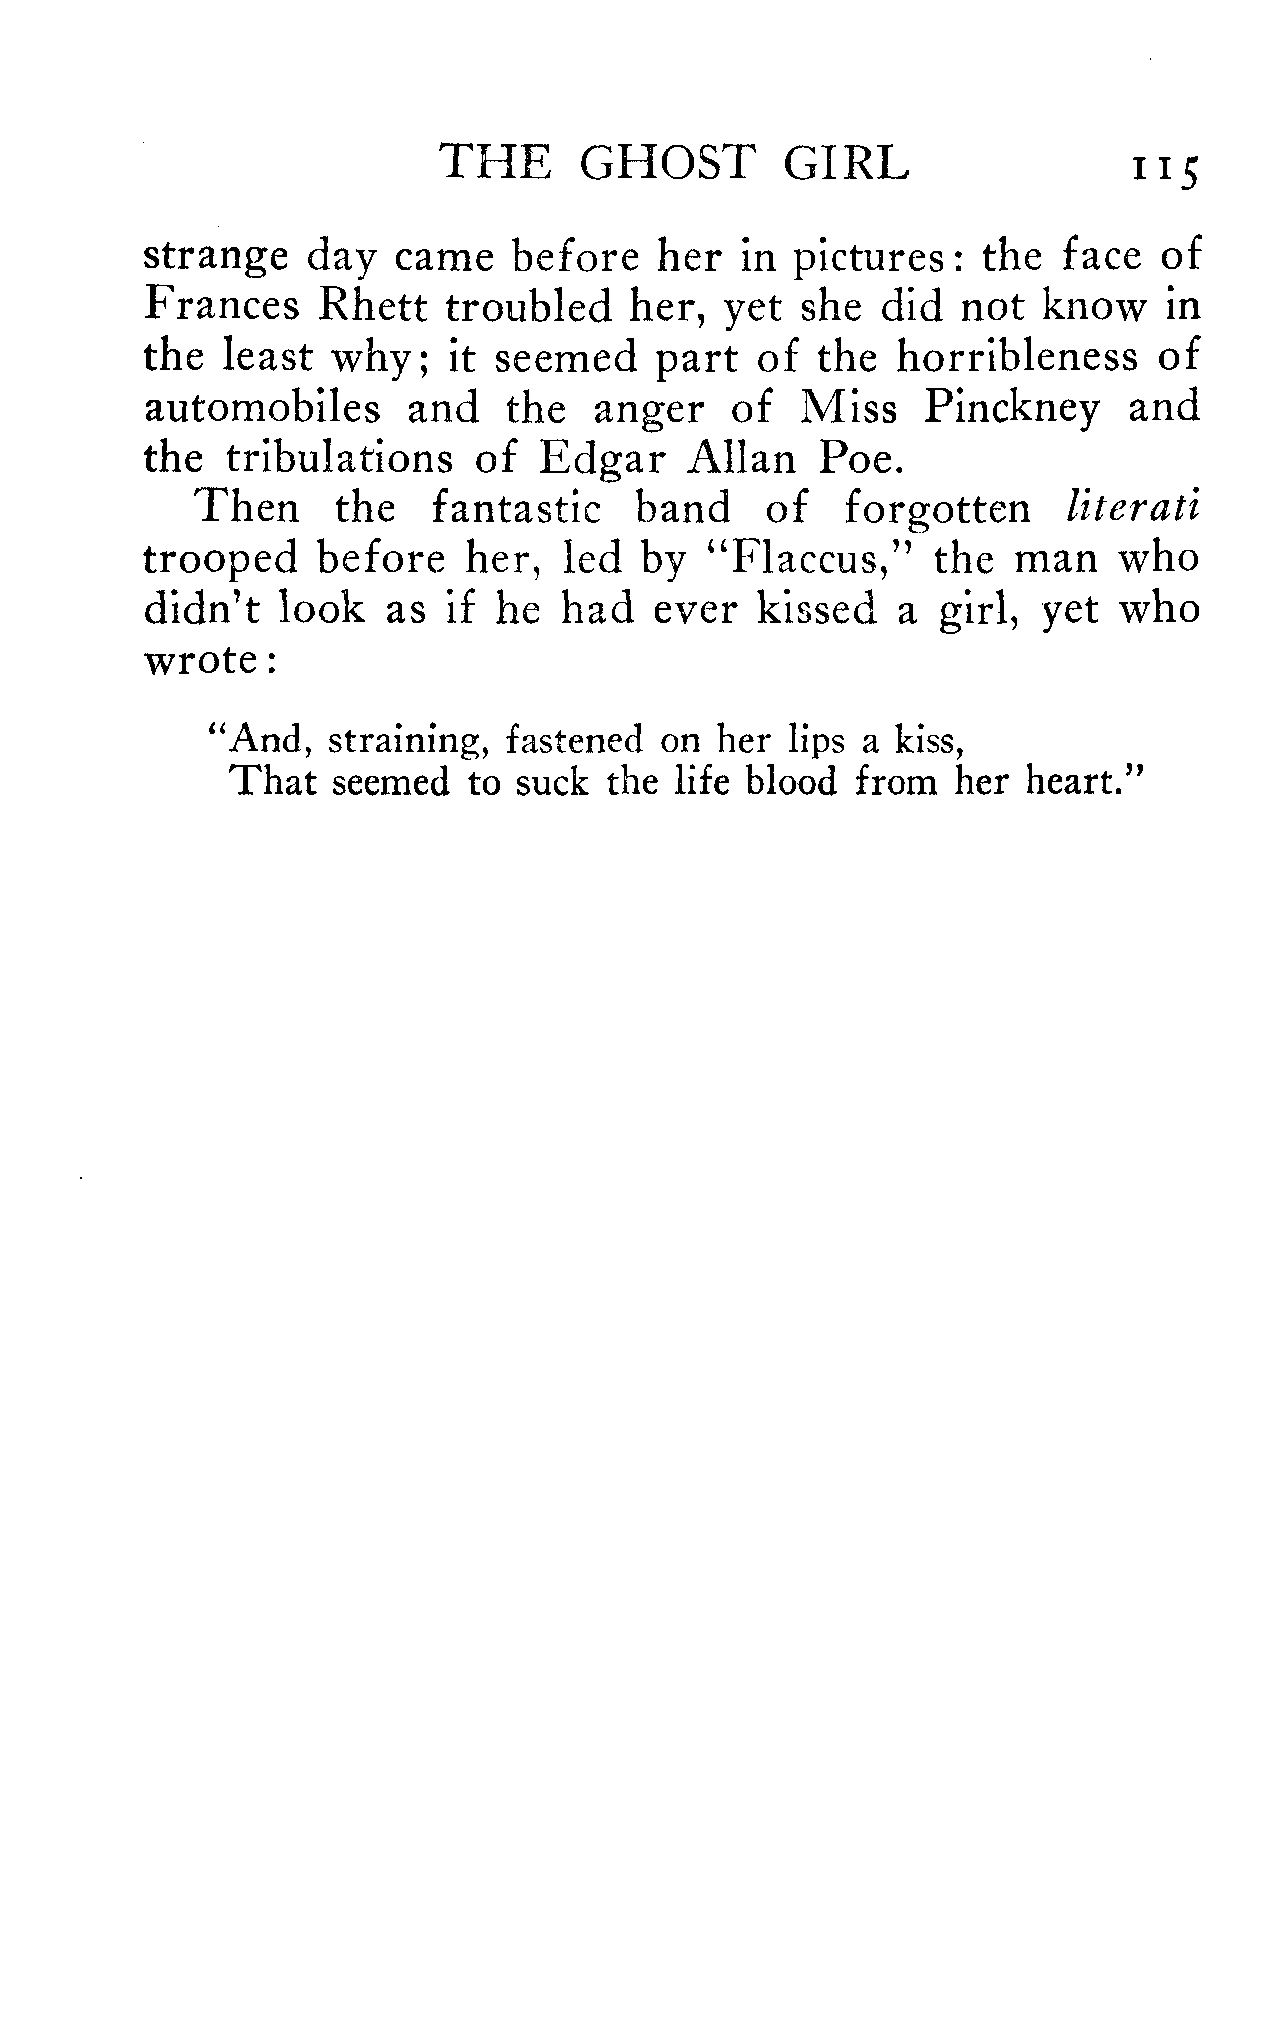 THE GHOST GIRL 115
strange day came before her in pictures: the face of
Frances Rhett troubled her, yet she did not know in
the least why; it seemed part of the horribleness of
automobiles and the anger of Miss Pinckney and
the tribulations of Edgar Allan Poe.
Then the fantastic band of forgotten literati
trooped before her, led by "Flaccus," the man who
didn't look as if he had ever kissed a girl, yet who
wrote:
"And, straining, fastened on her lips a kiss,
That seemed to suck the life blood from her heart."